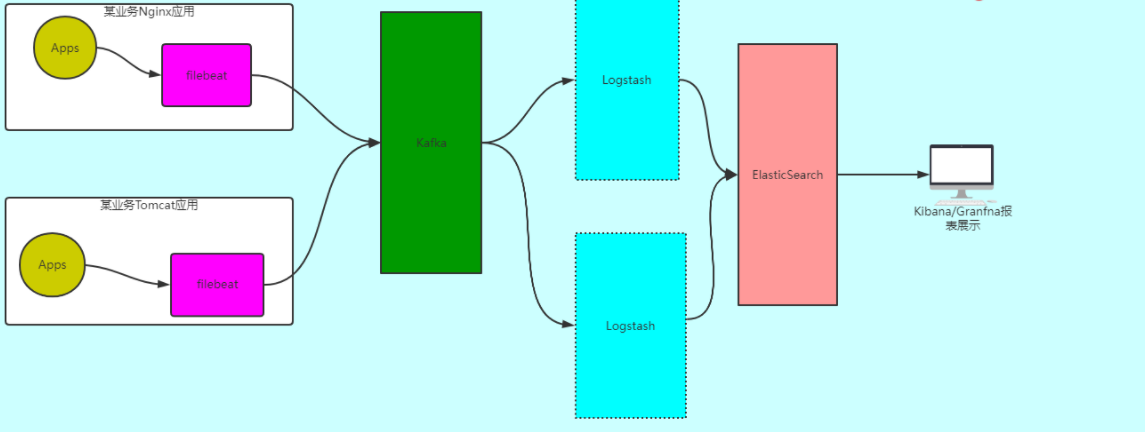 某业务Nginx应用
Apps
filebeat
Kafka
Logstash
ElasticSearch
Kibana/Granfna报
表展示
某业务Tomcat应用
Apps
filebeat
Logstash